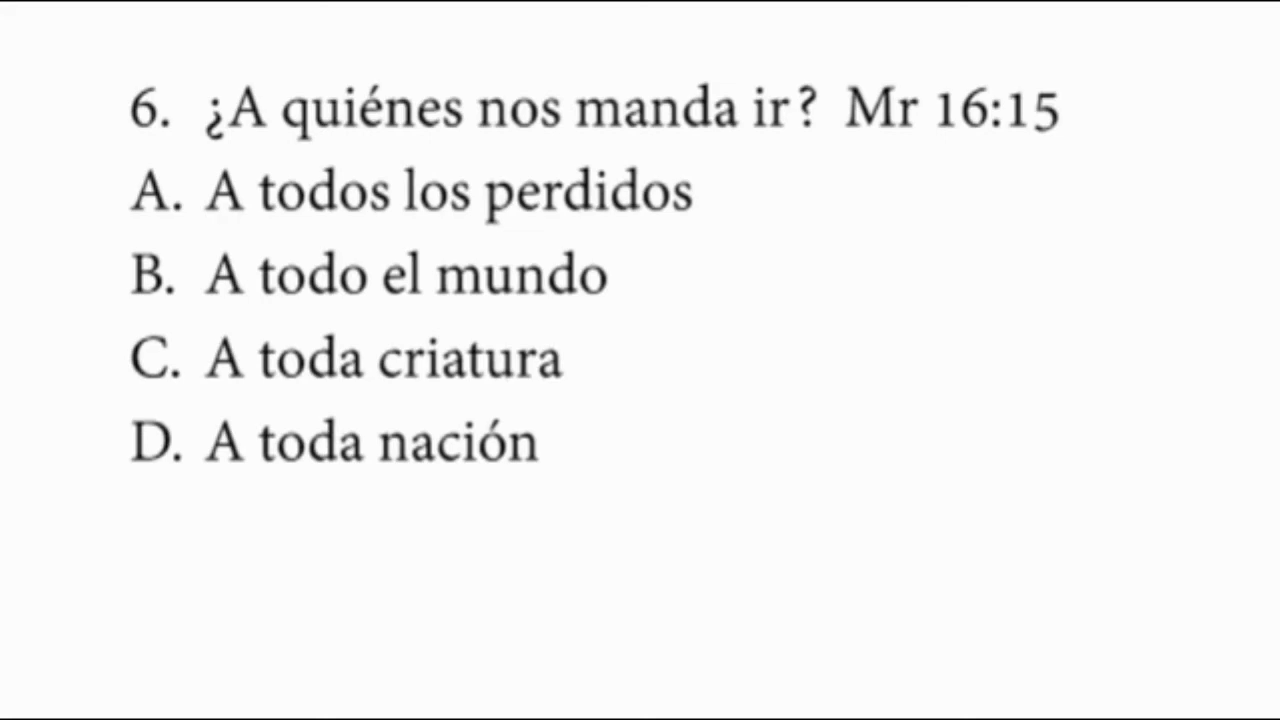 6. ¿A quiénes nos manda ir? Mr 16:15
A. A todos los perdidos
B. A todo el mundo
C. A toda criatura
D. A toda nación